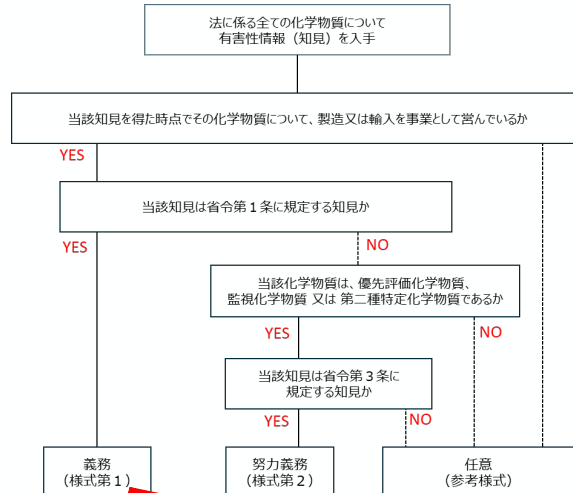 法に係る全ての化学物質について
有害性情報（知見）を入手
当該知見を得た時点でその化学物質について、製造又は輸入を事業として営んでいるか
YES
当該知見は省令第１条に規定する知見か
YES
NO
当該化学物質は、優先評価化学物質、
監視化学物質 又は 第二種特定化学物質であるか
YES
NO
当該知見は省令第３条に
規定する知見か
YES
NO
義務
（様式第１）
努力義務
（様式第２）
任意
（参考様式）